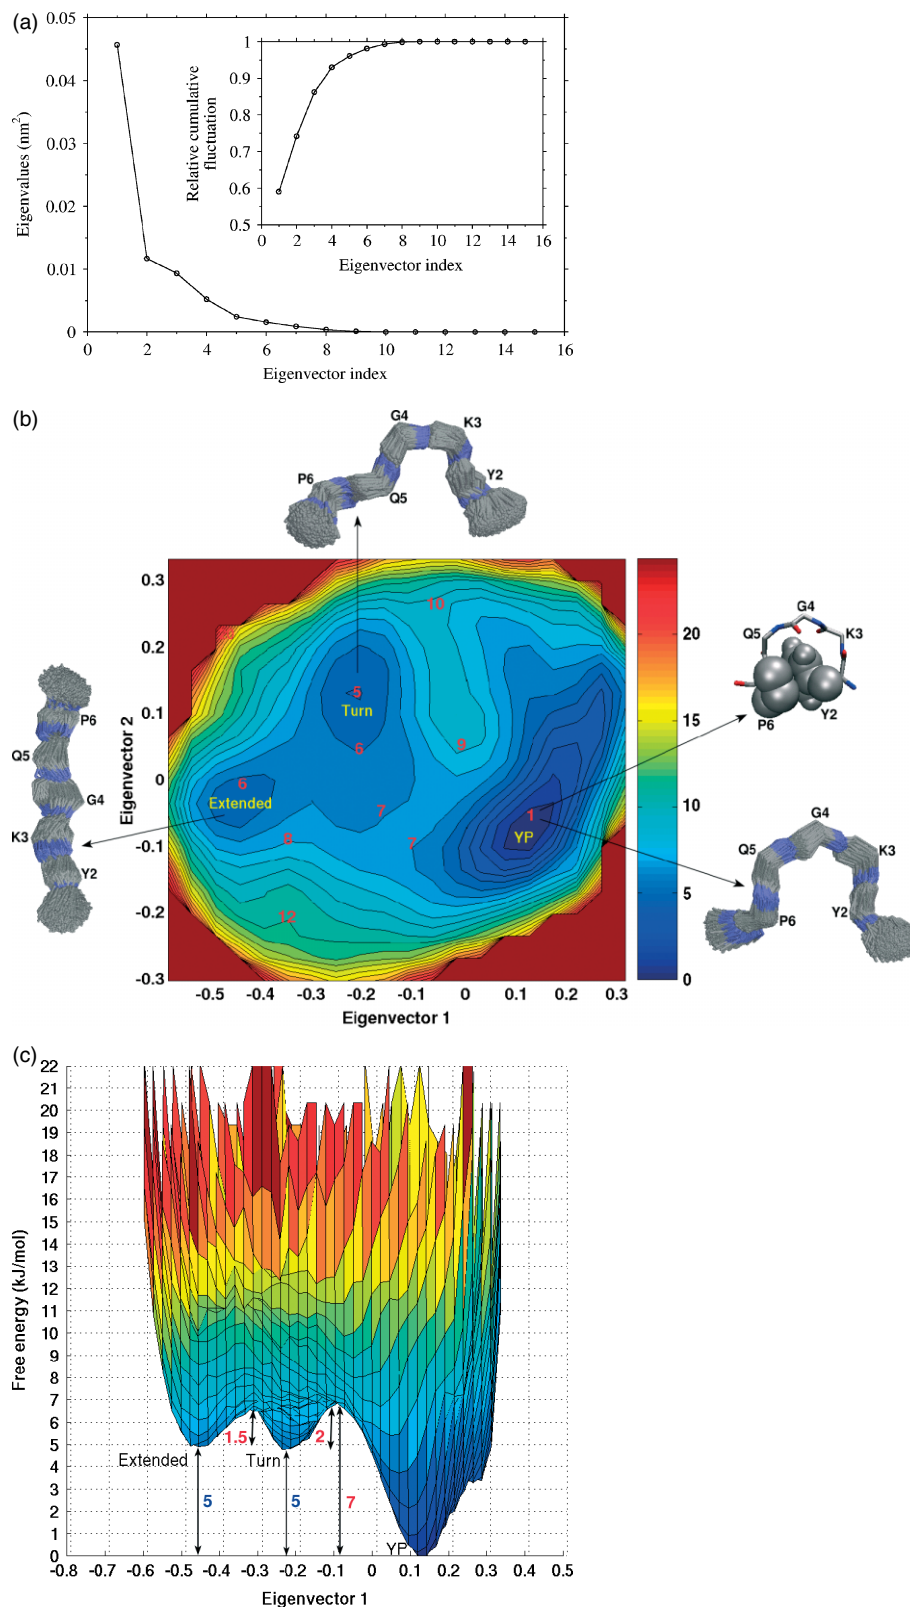 (a)
0.05
0.04
0.03
0.02
0.01
0
Eigenvalues (nm2)
0 2 4 6 8 10 12 14 16
Eigenvector index
1
0.9
0.8
0.7
0.6
0.5
Relative cumulative
fluctuation
0 2 4 6 8 10 12 14 16
Eigenvector index
(b)
G4
K3
P6
Y2
Q5
P6
Q5
G4
K3
Y2
0.3
0.2
0.1
0
-0.1
-0.2
-0.3
Eigenvector 2
10
5
Turn
9
6
6
Extended
7
1
YP
8
7
12
-0.5 -0.4 -0.3 -0.2 -0.1 0 0.1 0.2 0.3
Eigenvector 1
20
15
10
5
0
G4
Q5
K3
P6
Y2
G4
Q5
K3
P6
Y2
(c)
22
21
20
19
18
17
16
15
14
13
12
11
10
9
8
7
6
5
4
3
2
1
0
Free energy (kJ/mol)
1.5
2
Extended
Turn
5
5
7
YP
-0.8 -0.7 -0.6 -0.5 -0.4 -0.3 -0.2 -0.1 0 0.1 0.2 0.3 0.4 0.5
Eigenvector 1